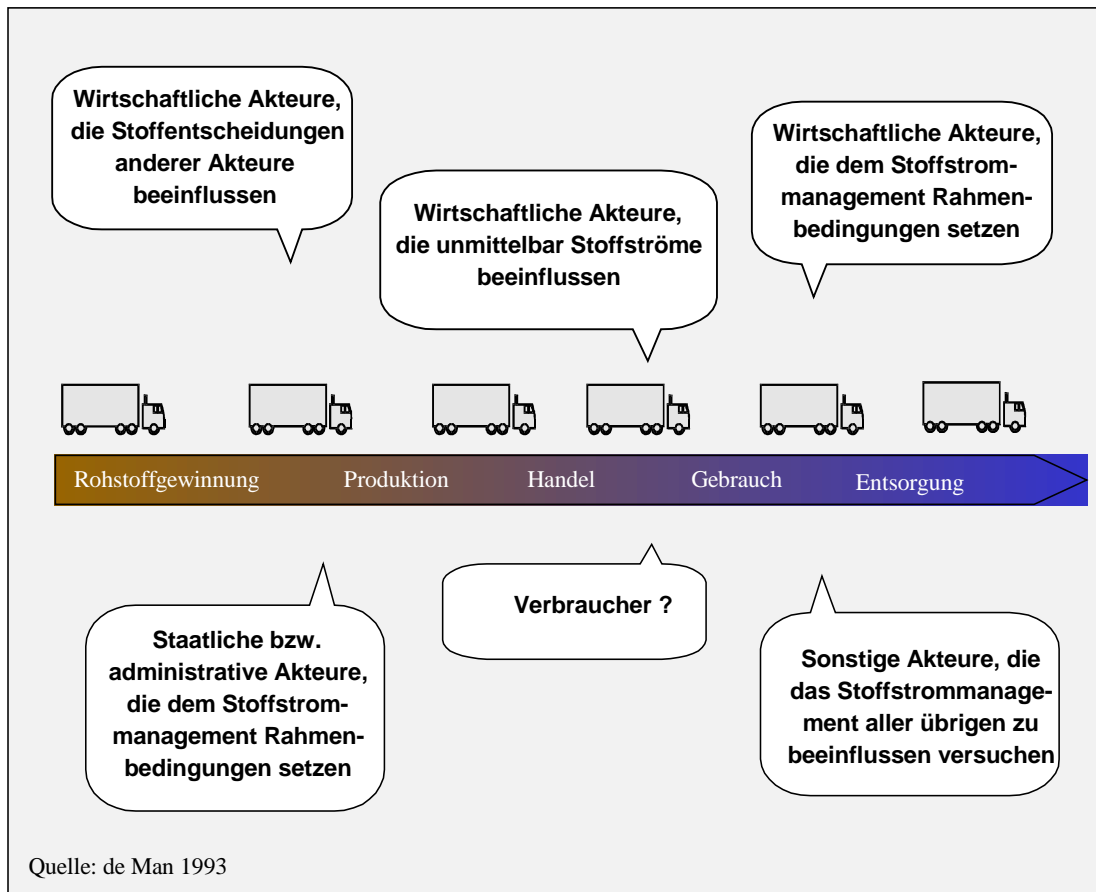 Wirtschaftliche Akteure,
die Stoffentscheidungen
anderer Akteure
beeinflussen
Wirtschaftliche Akteure,
die unmittelbar Stoffströme
beeinflussen
Wirtschaftliche Akteure,
die dem Stoffstrom-
management Rahmen-
bedingungen setzen
Rohstoffgewinnung Produktion Handel Gebrauch Entsorgung
Staatliche bzw.
administrative Akteure,
die dem Stoffstrom-
management Rahmen-
bedingungen setzen
Verbraucher ?
Sonstige Akteure, die
das Stoffstrommanage-
ment aller übrigen zu
beeinflussen versuchen
Quelle: de Man 1993